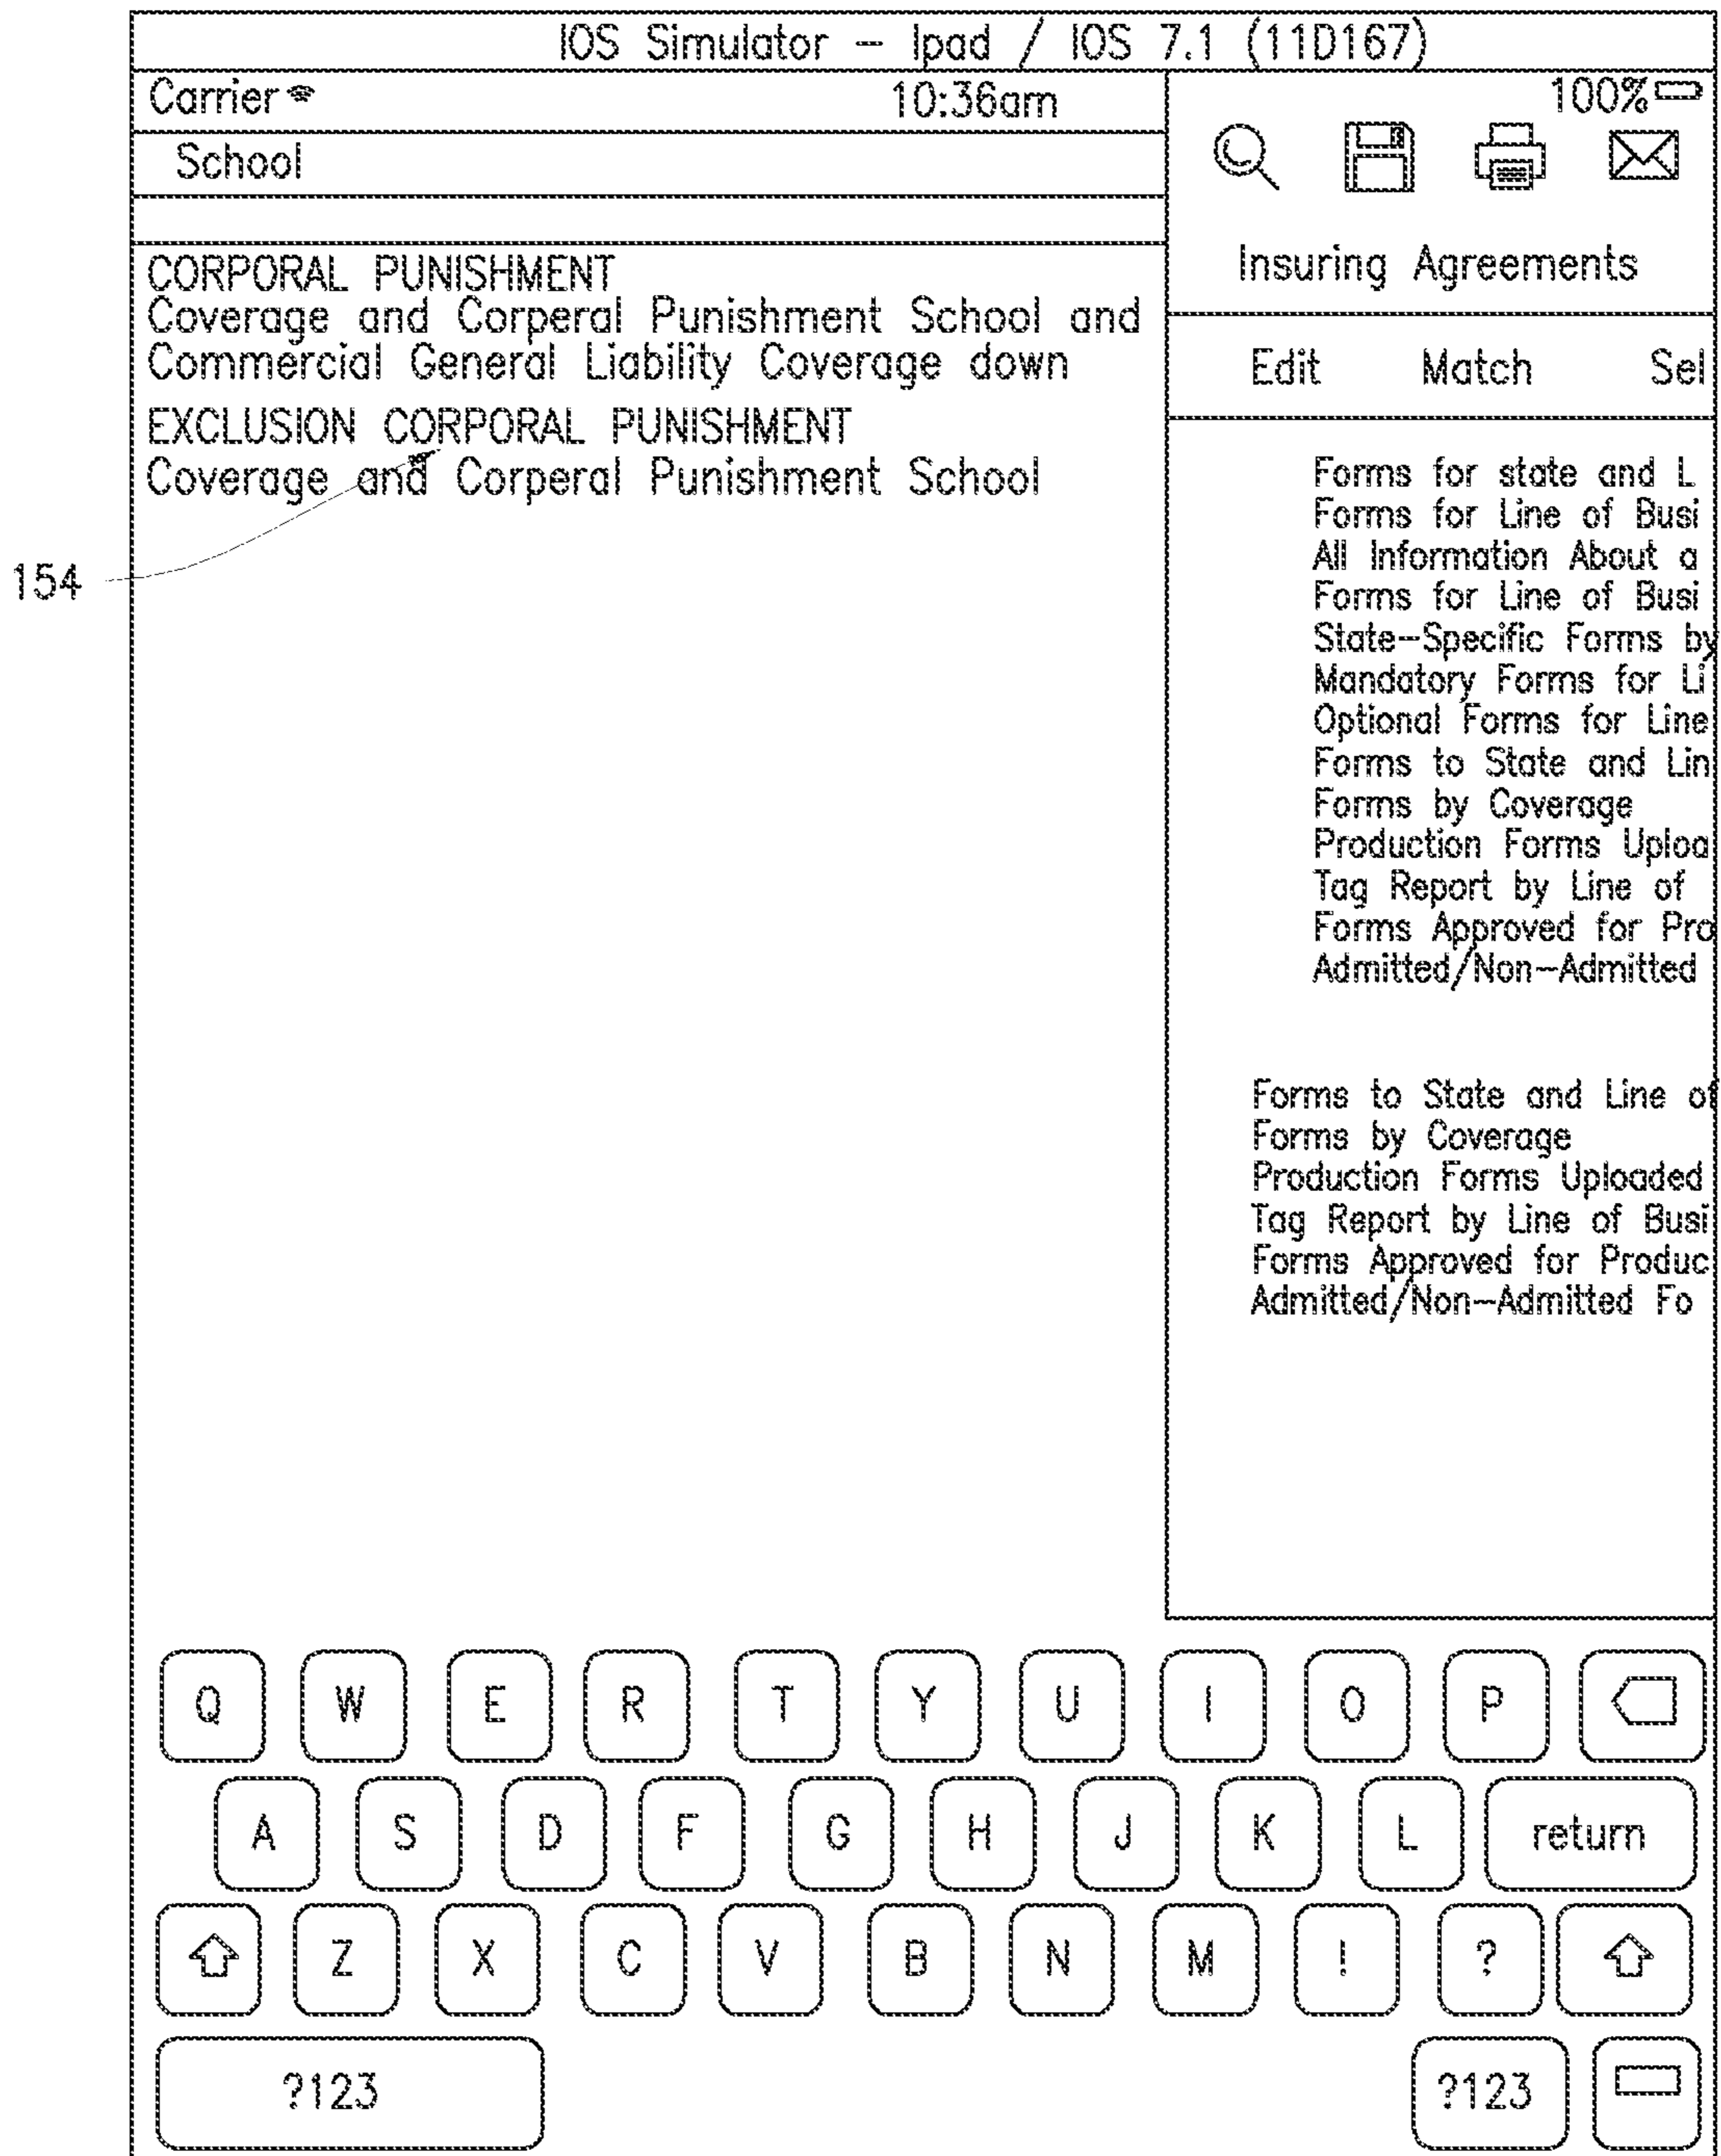 IOS Simulator — Ipad / IOS 7.1 (11D167)
Carrier
10:36am
100%
School
Insuring Agreements
Edit Match Sel
CORPORAL PUNISHMENT
Coverage and Corperal Punishment School and
Commercial General Liability Coverage down
EXCLUSION CORPORAL PUNISHMENT
Coverage and Corperal Punishment School
154
Forms for state and L
Forms for Line of Busi
All Information About a
Forms for Line of Busi
State-Specific Forms by
Mandatory Forms for Li
Optional Forms for Line
Forms to State and Lin
Forms by Coverage
Production Forms Uploa
Tag Report by Line of
Forms Approved for Pro
Admitted/Non-Admitted
Forms to State and Line of
Forms by Coverage
Production Forms Uploaded
Tag Report by Line of Busi
Forms Approved for Produc
Admitted/Non-Admitted Fo
Q W E R T Y U I O P
A S D F G H J K L return
Z X C V B N M ! ?
?123 ?123